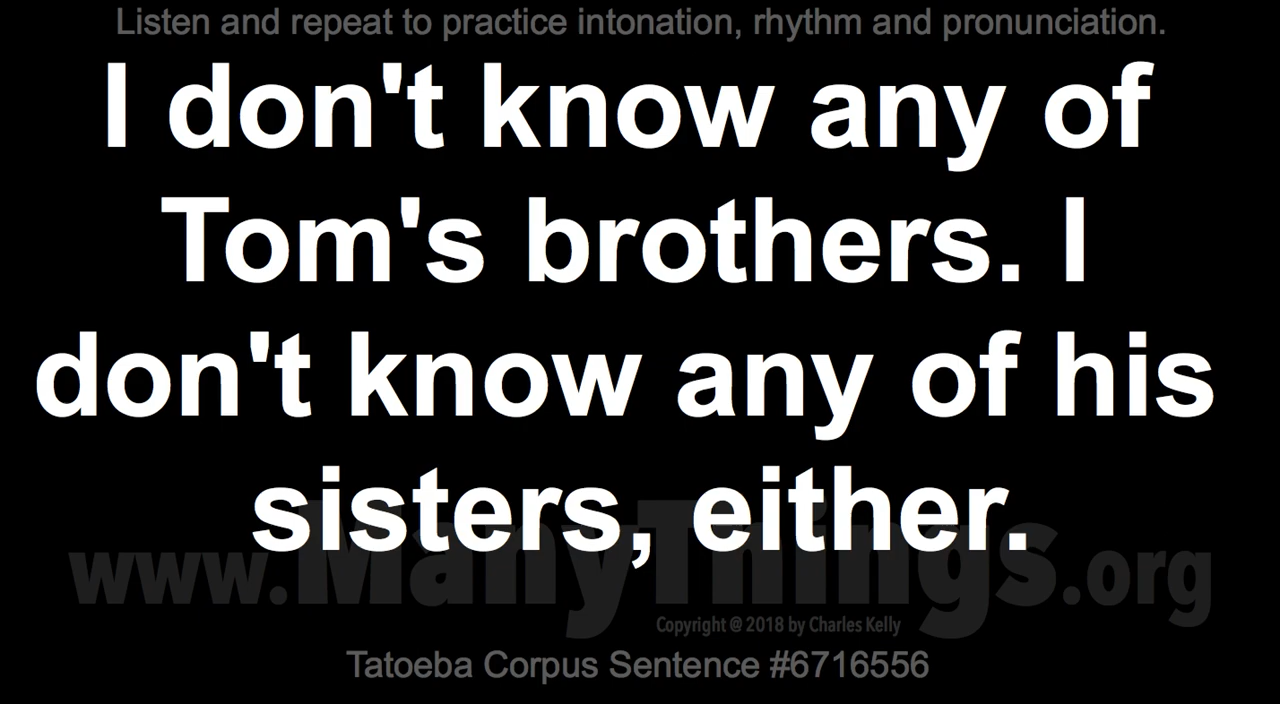 Listen and repeat to practice intonation, rhythm and pronunciation.
I don't know any of
Tom's brothers. I
don't know any of his
sisters, either.
www.ManyThings.org
Copyright @ 2018 by Charles Kelly
Tatoeba Corpus Sentence #6716556